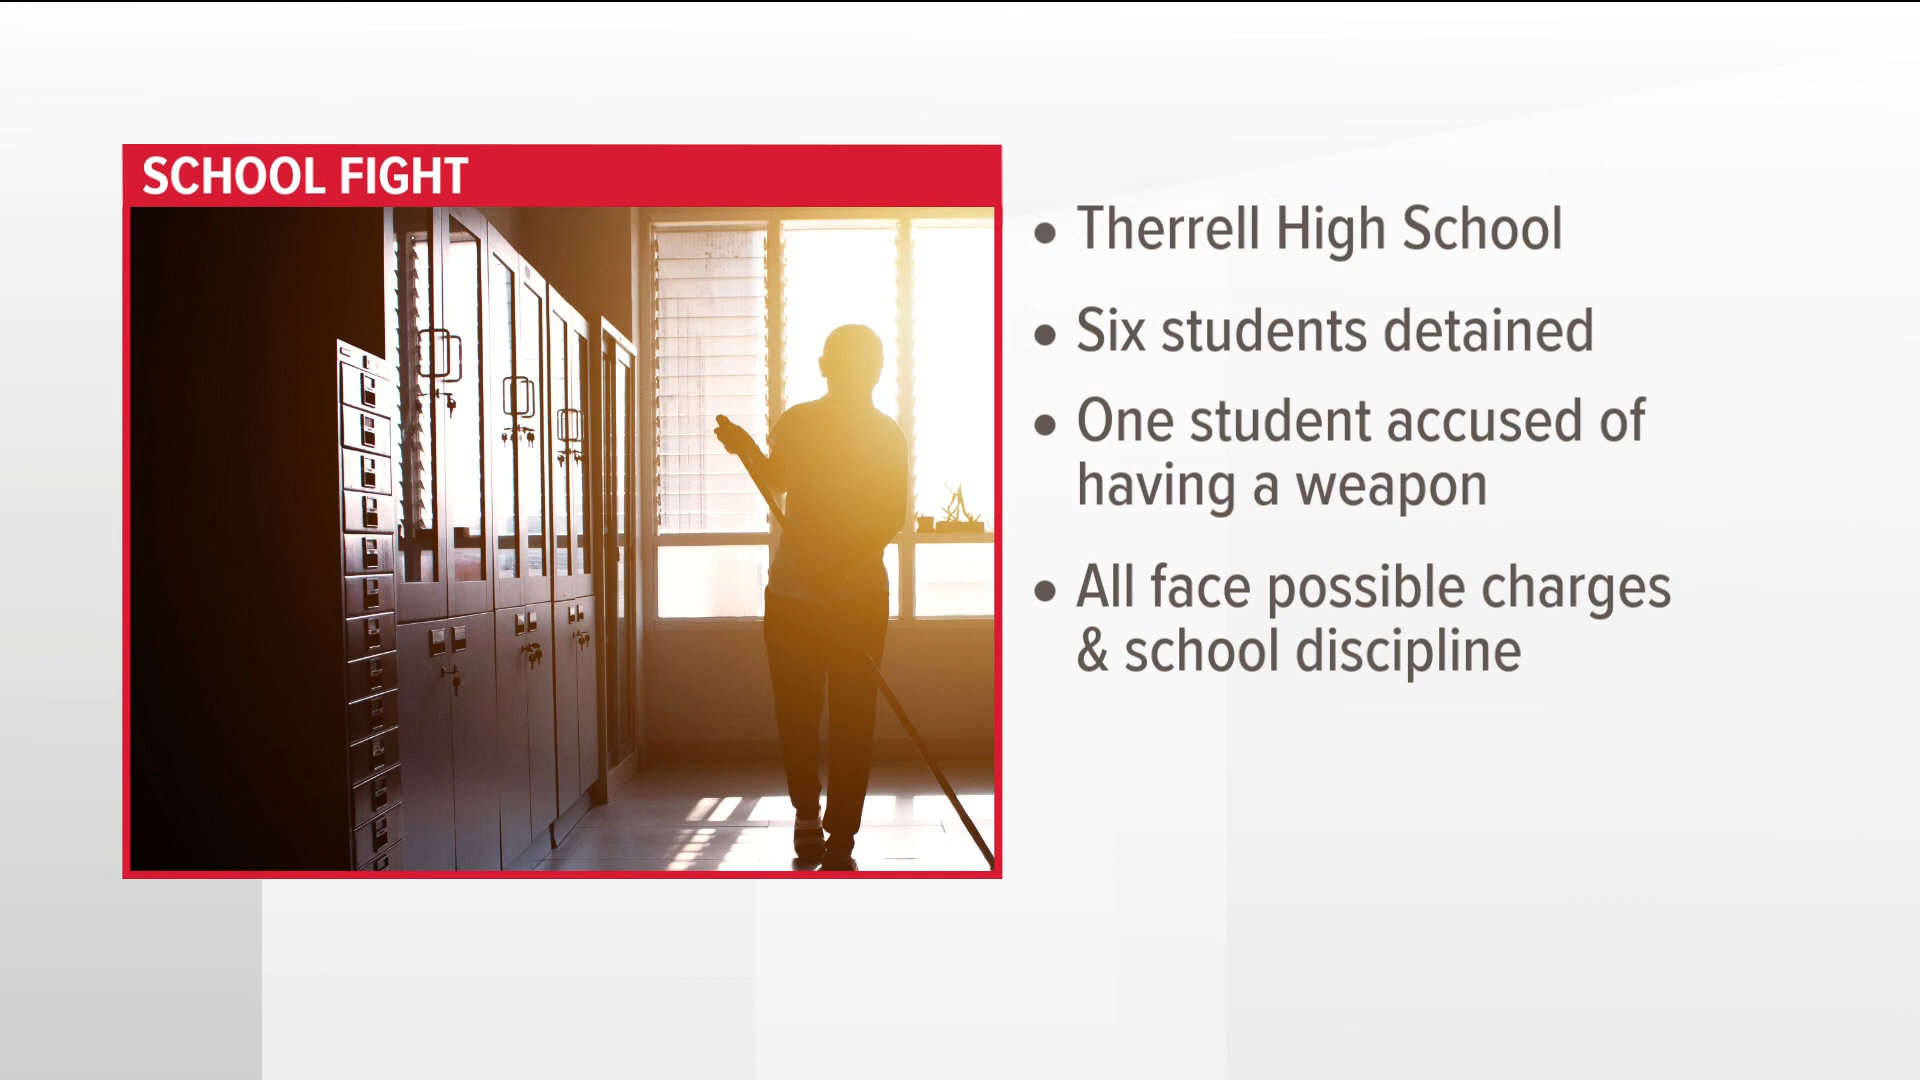 SCHOOL FIGHT
• Therrell High School
• Six students detained
• One student accused of
having a weapon
• All face possible charges
& school discipline